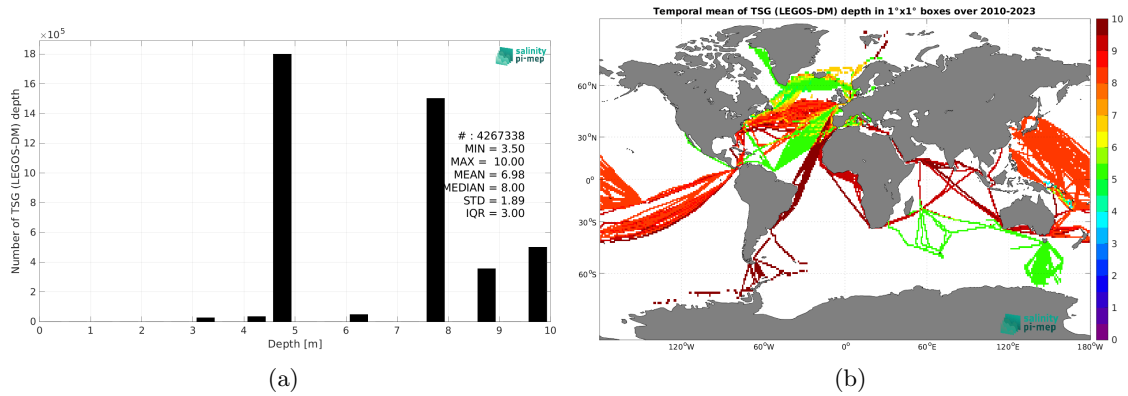 ×10⁵
18
16
14
12
10
8
6
4
2
0
Number of TSG (LEGOS-DM) depth
salinity
pi-mep
# : 4267338
MIN = 3.50
MAX = 10.00
MEAN = 6.98
MEDIAN = 8.00
STD = 1.89
IQR = 3.00
0 1 2 3 4 5 6 7 8 9 10
Depth [m]
(a)
Temporal mean of TSG (LEGOS-DM) depth in 1°x1° boxes over 2010-2023
60°N
30°N
0°
30°S
60°S
120°W 60°W 0° 60°E 120°E 180°W
salinity
pi-mep
10
9
8
7
6
5
4
3
2
1
0
(b)